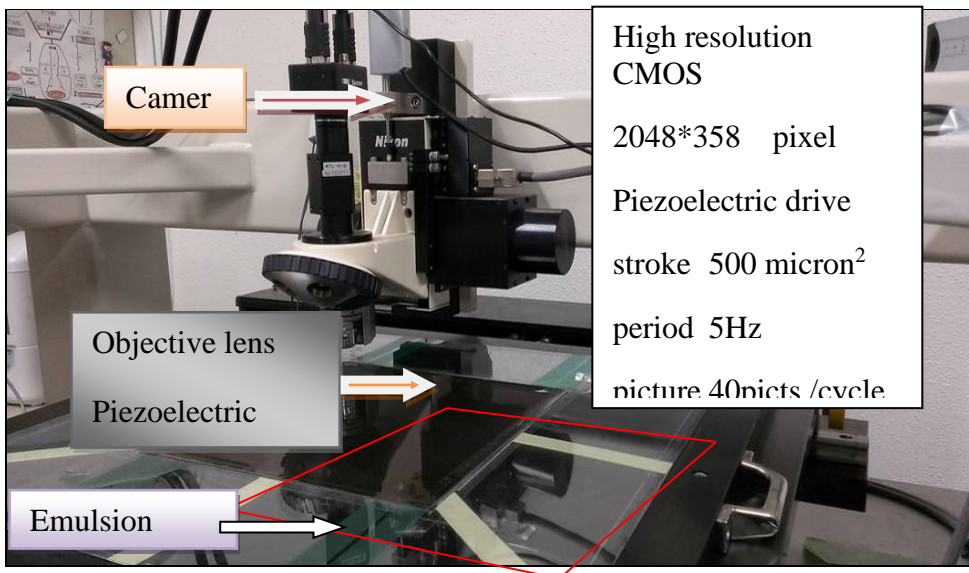 High resolution
CMOS
2048*358 pixel
Piezoelectric drive
stroke 500 micron²
period 5Hz
picture 40picts /cycle
Camer
Nikon
Objective lens
Piezoelectric
Emulsion